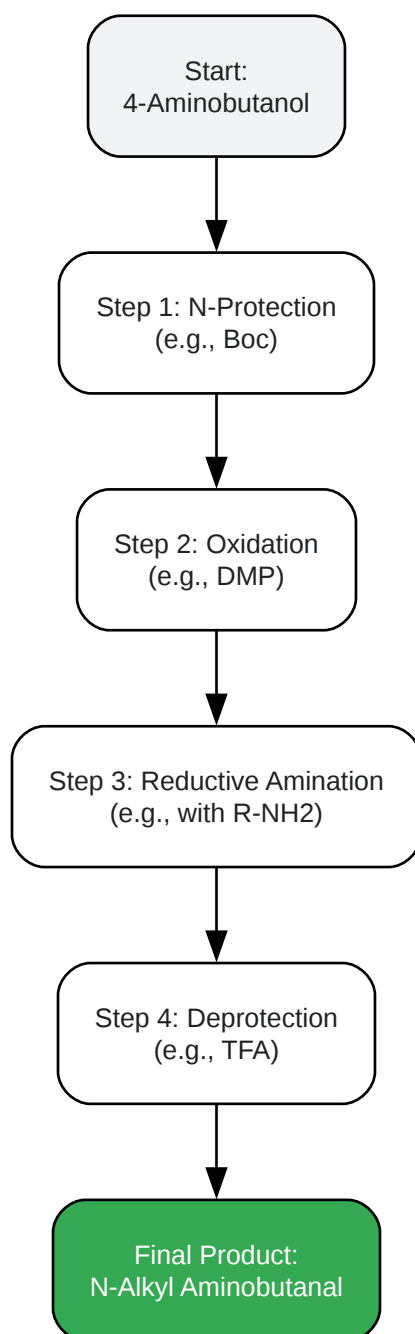 Start:
4-Aminobutanol
Step 1: N-Protection
(e.g., Boc)
Step 2: Oxidation
(e.g., DMP)
Step 3: Reductive Amination
(e.g., with R-NH2)
Step 4: Deprotection
(e.g., TFA)
Final Product:
N-Alkyl Aminobutanal